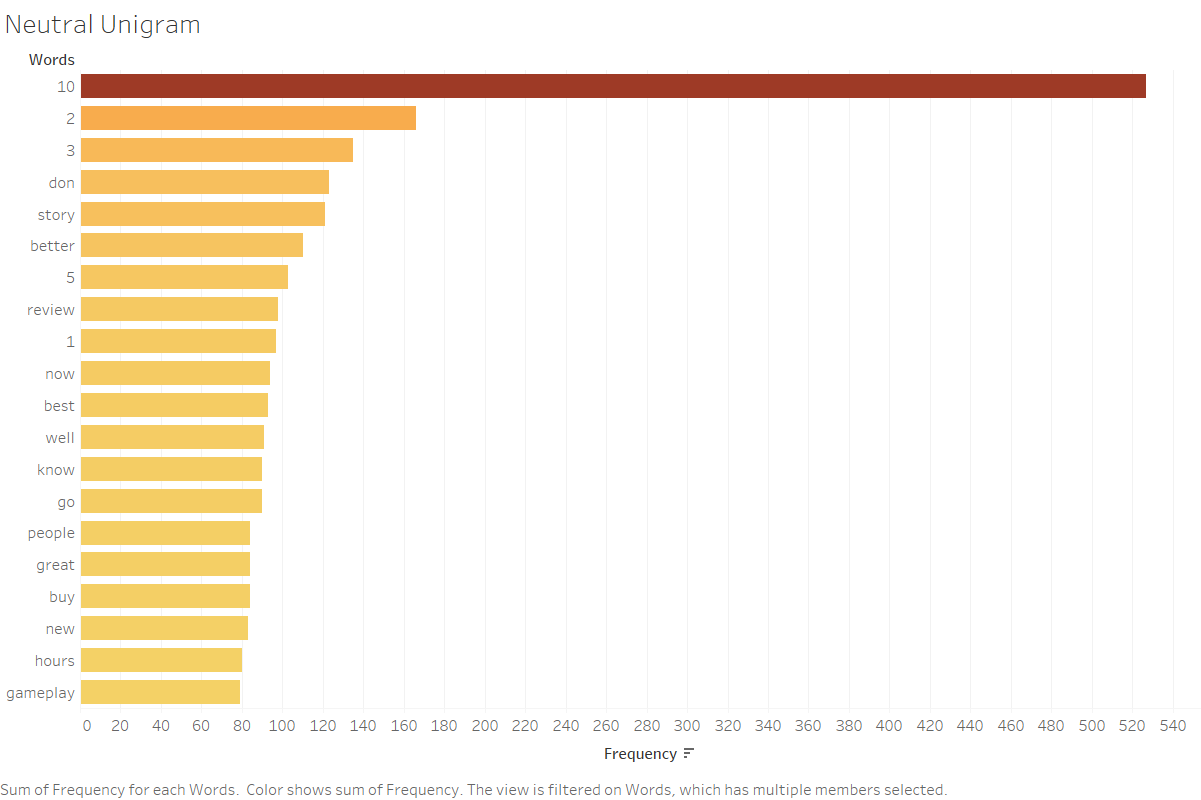 Neutral Unigram
Words
10
2
3
don
story
better
5
review
1
now
best
well
know
go
people
great
buy
new
hours
gameplay
0 20 40 60 80 100 120 140 160 180 200 220 240 260 280 300 320 340 360 380 400 420 440 460 480 500 520 540
Frequency
Sum of Frequency for each Words.  Color shows sum of Frequency. The view is filtered on Words, which has multiple members selected.